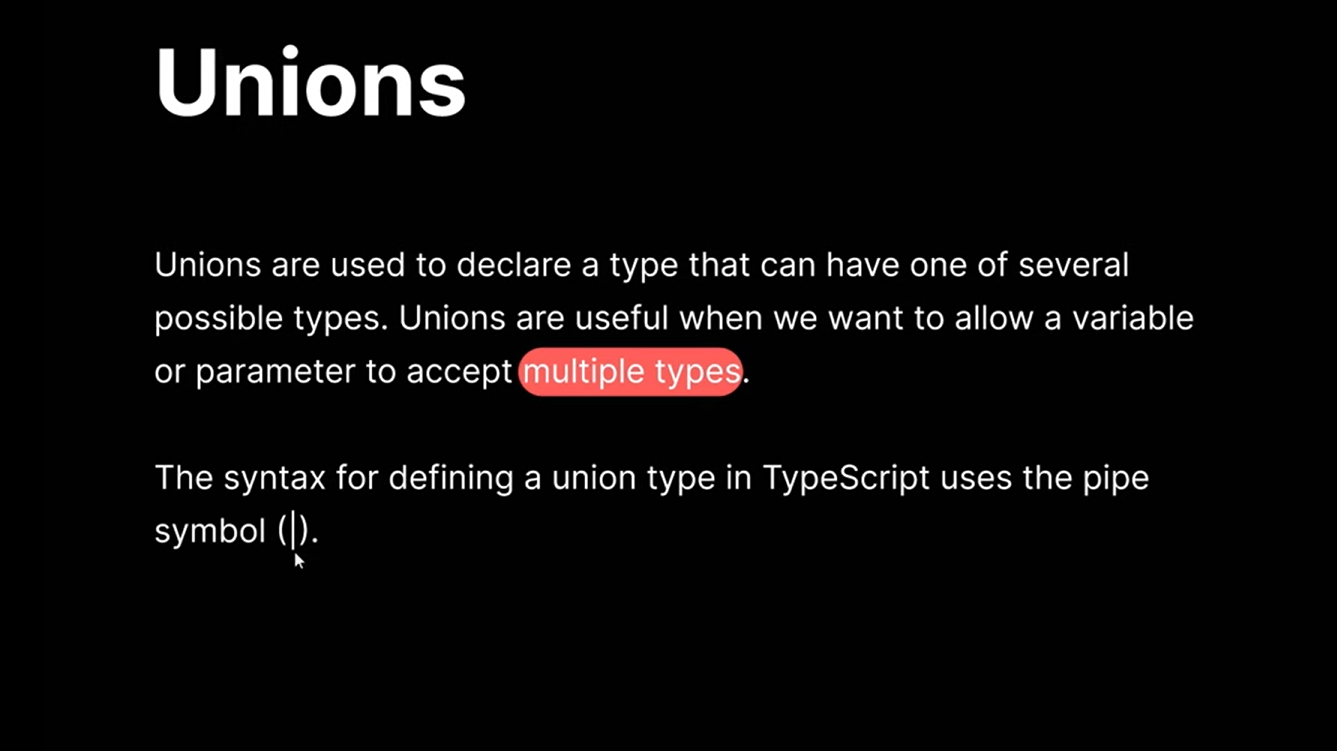 Unions
Unions are used to declare a type that can have one of several
possible types. Unions are useful when we want to allow a variable
or parameter to accept multiple types.
The syntax for defining a union type in TypeScript uses the pipe
symbol (|).